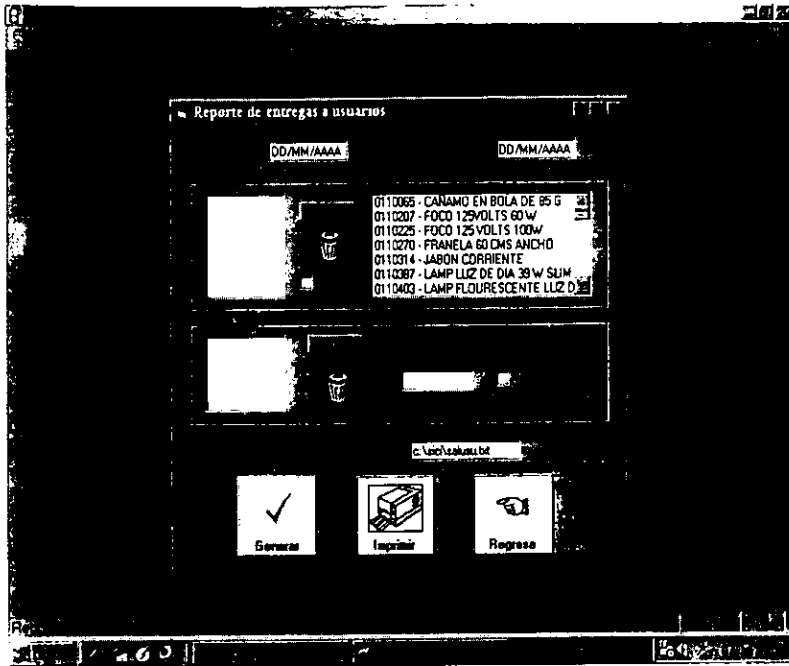 Reporte de entregas a usuarios
DD/MM/AAAA
DD/MM/AAAA
0110065 - CAÑAMO EN BOLA DE 85 G
0110207 - FOCO 125VOLTS 60 W
0110225 - FOCO 125 VOLTS 100W
0110270 - FRANELA 60 CMS ANCHO
0110314 - JABON CORRIENTE
0110387 - LAMP LUZ DE DIA 39 W SLIM
0110403 - LAMP FLOURESCENTE LUZ D
Generar
Imprimir
Regresa